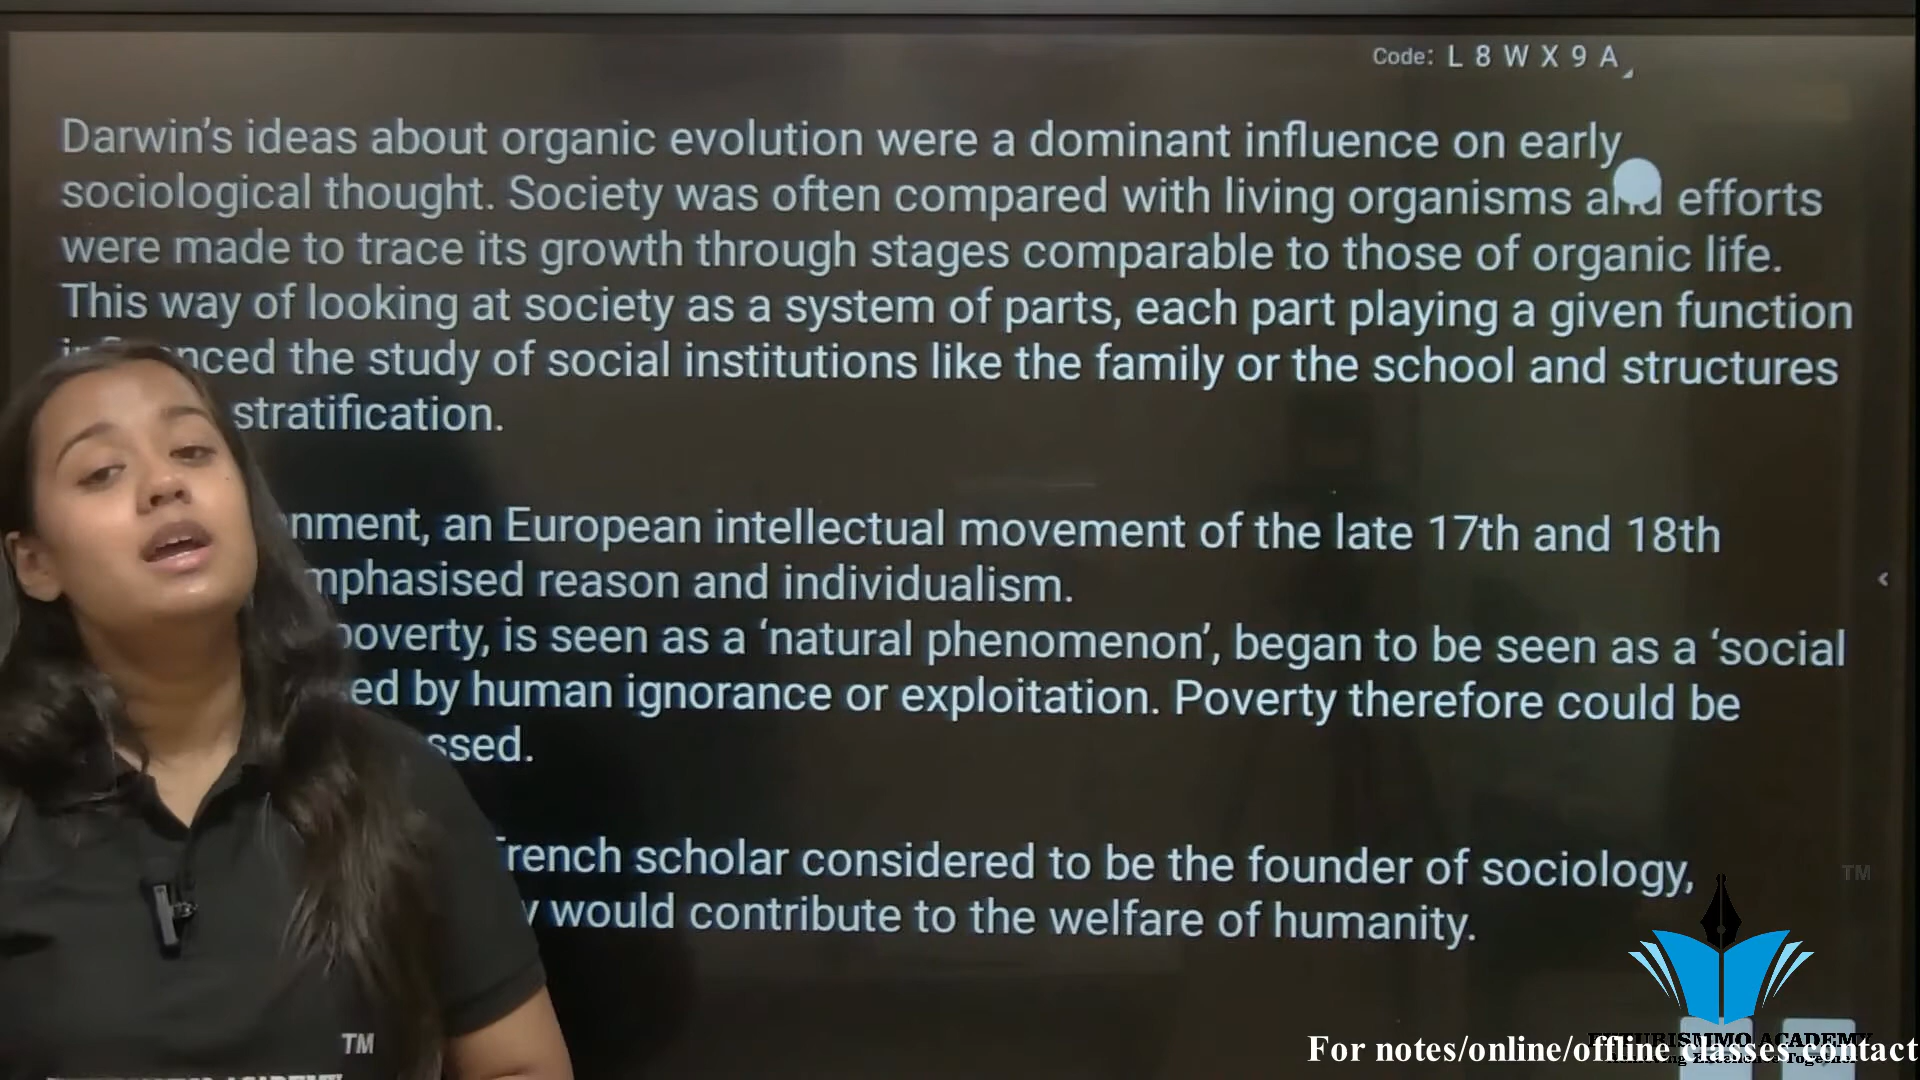 Code: L 8 W X 9 A
Darwin's ideas about organic evolution were a dominant influence on early
sociological thought. Society was often compared with living organisms and efforts
were made to trace its growth through stages comparable to those of organic life.
This way of looking at society as a system of parts, each part playing a given function
the study of social institutions like the family or the school and structures
stratification.
an European intellectual movement of the late 17th and 18th
reason and individualism.
poverty, is seen as a ‘natural phenomenon’, began to be seen as a ‘social
by human ignorance or exploitation. Poverty therefore could be
French scholar considered to be the founder of sociology,
would contribute to the welfare of humanity.
TM
TM
FUTURISMMO ACADEMY
For notes/online/offline classes contact